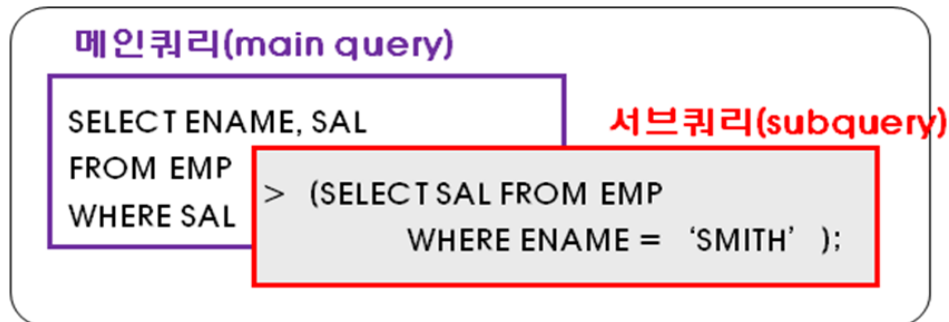 메인쿼리(main query)
SELECT ENAME, SAL
서브쿼리(subquery)
FROM EMP
> (SELECT SAL FROM EMP
WHERE SAL
WHERE ENAME = ‘SMITH’ );